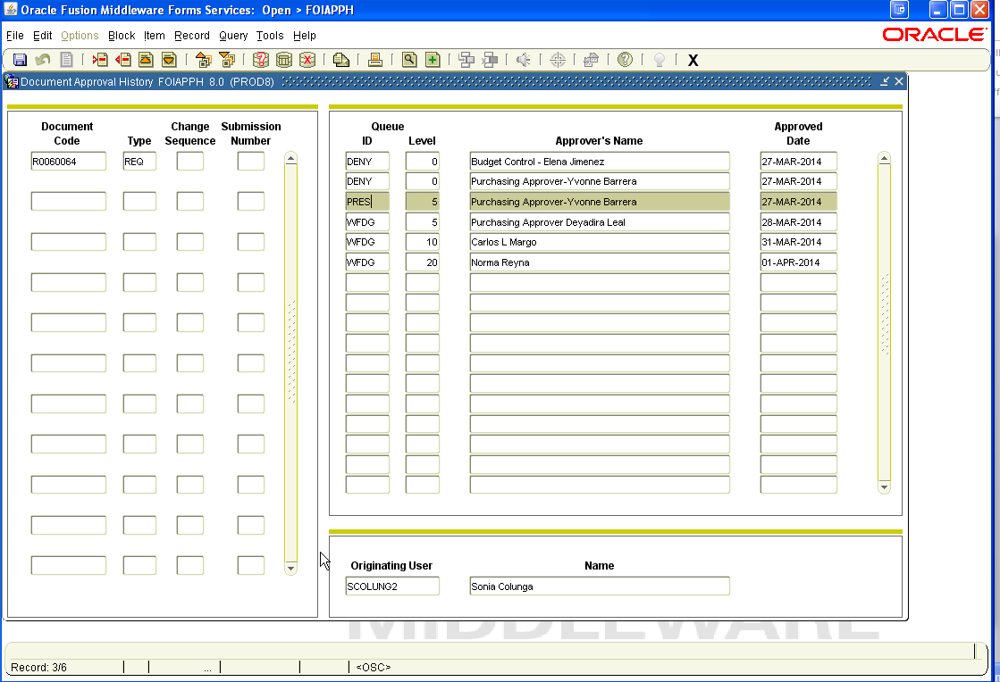 Oracle Fusion Middleware Forms Services: Open > FOIAPPH
File Edit Options Block Item Record Query Tools Help
ORACLE
X
Document Approval History FOIAPPH 8.0 (PROD8)
Document Code Type Change Sequence Submission Number
R0060064 REQ
Queue ID Level Approver's Name Approved Date
DENY 0 Budget Control - Elena Jimenez 27-MAR-2014
DENY 0 Purchasing Approver-Yvonne Barrera 27-MAR-2014
PRES 5 Purchasing Approver-Yvonne Barrera 27-MAR-2014
WFDG 5 Purchasing Approver Deyadira Leal 28-MAR-2014
WFDG 10 Carlos L Margo 31-MAR-2014
WFDG 20 Norma Reyna 01-APR-2014
Originating User Name
SCOLUNG2 Sonia Colunga
MIDDLEWARE
Record: 3/6 ... <OSC>